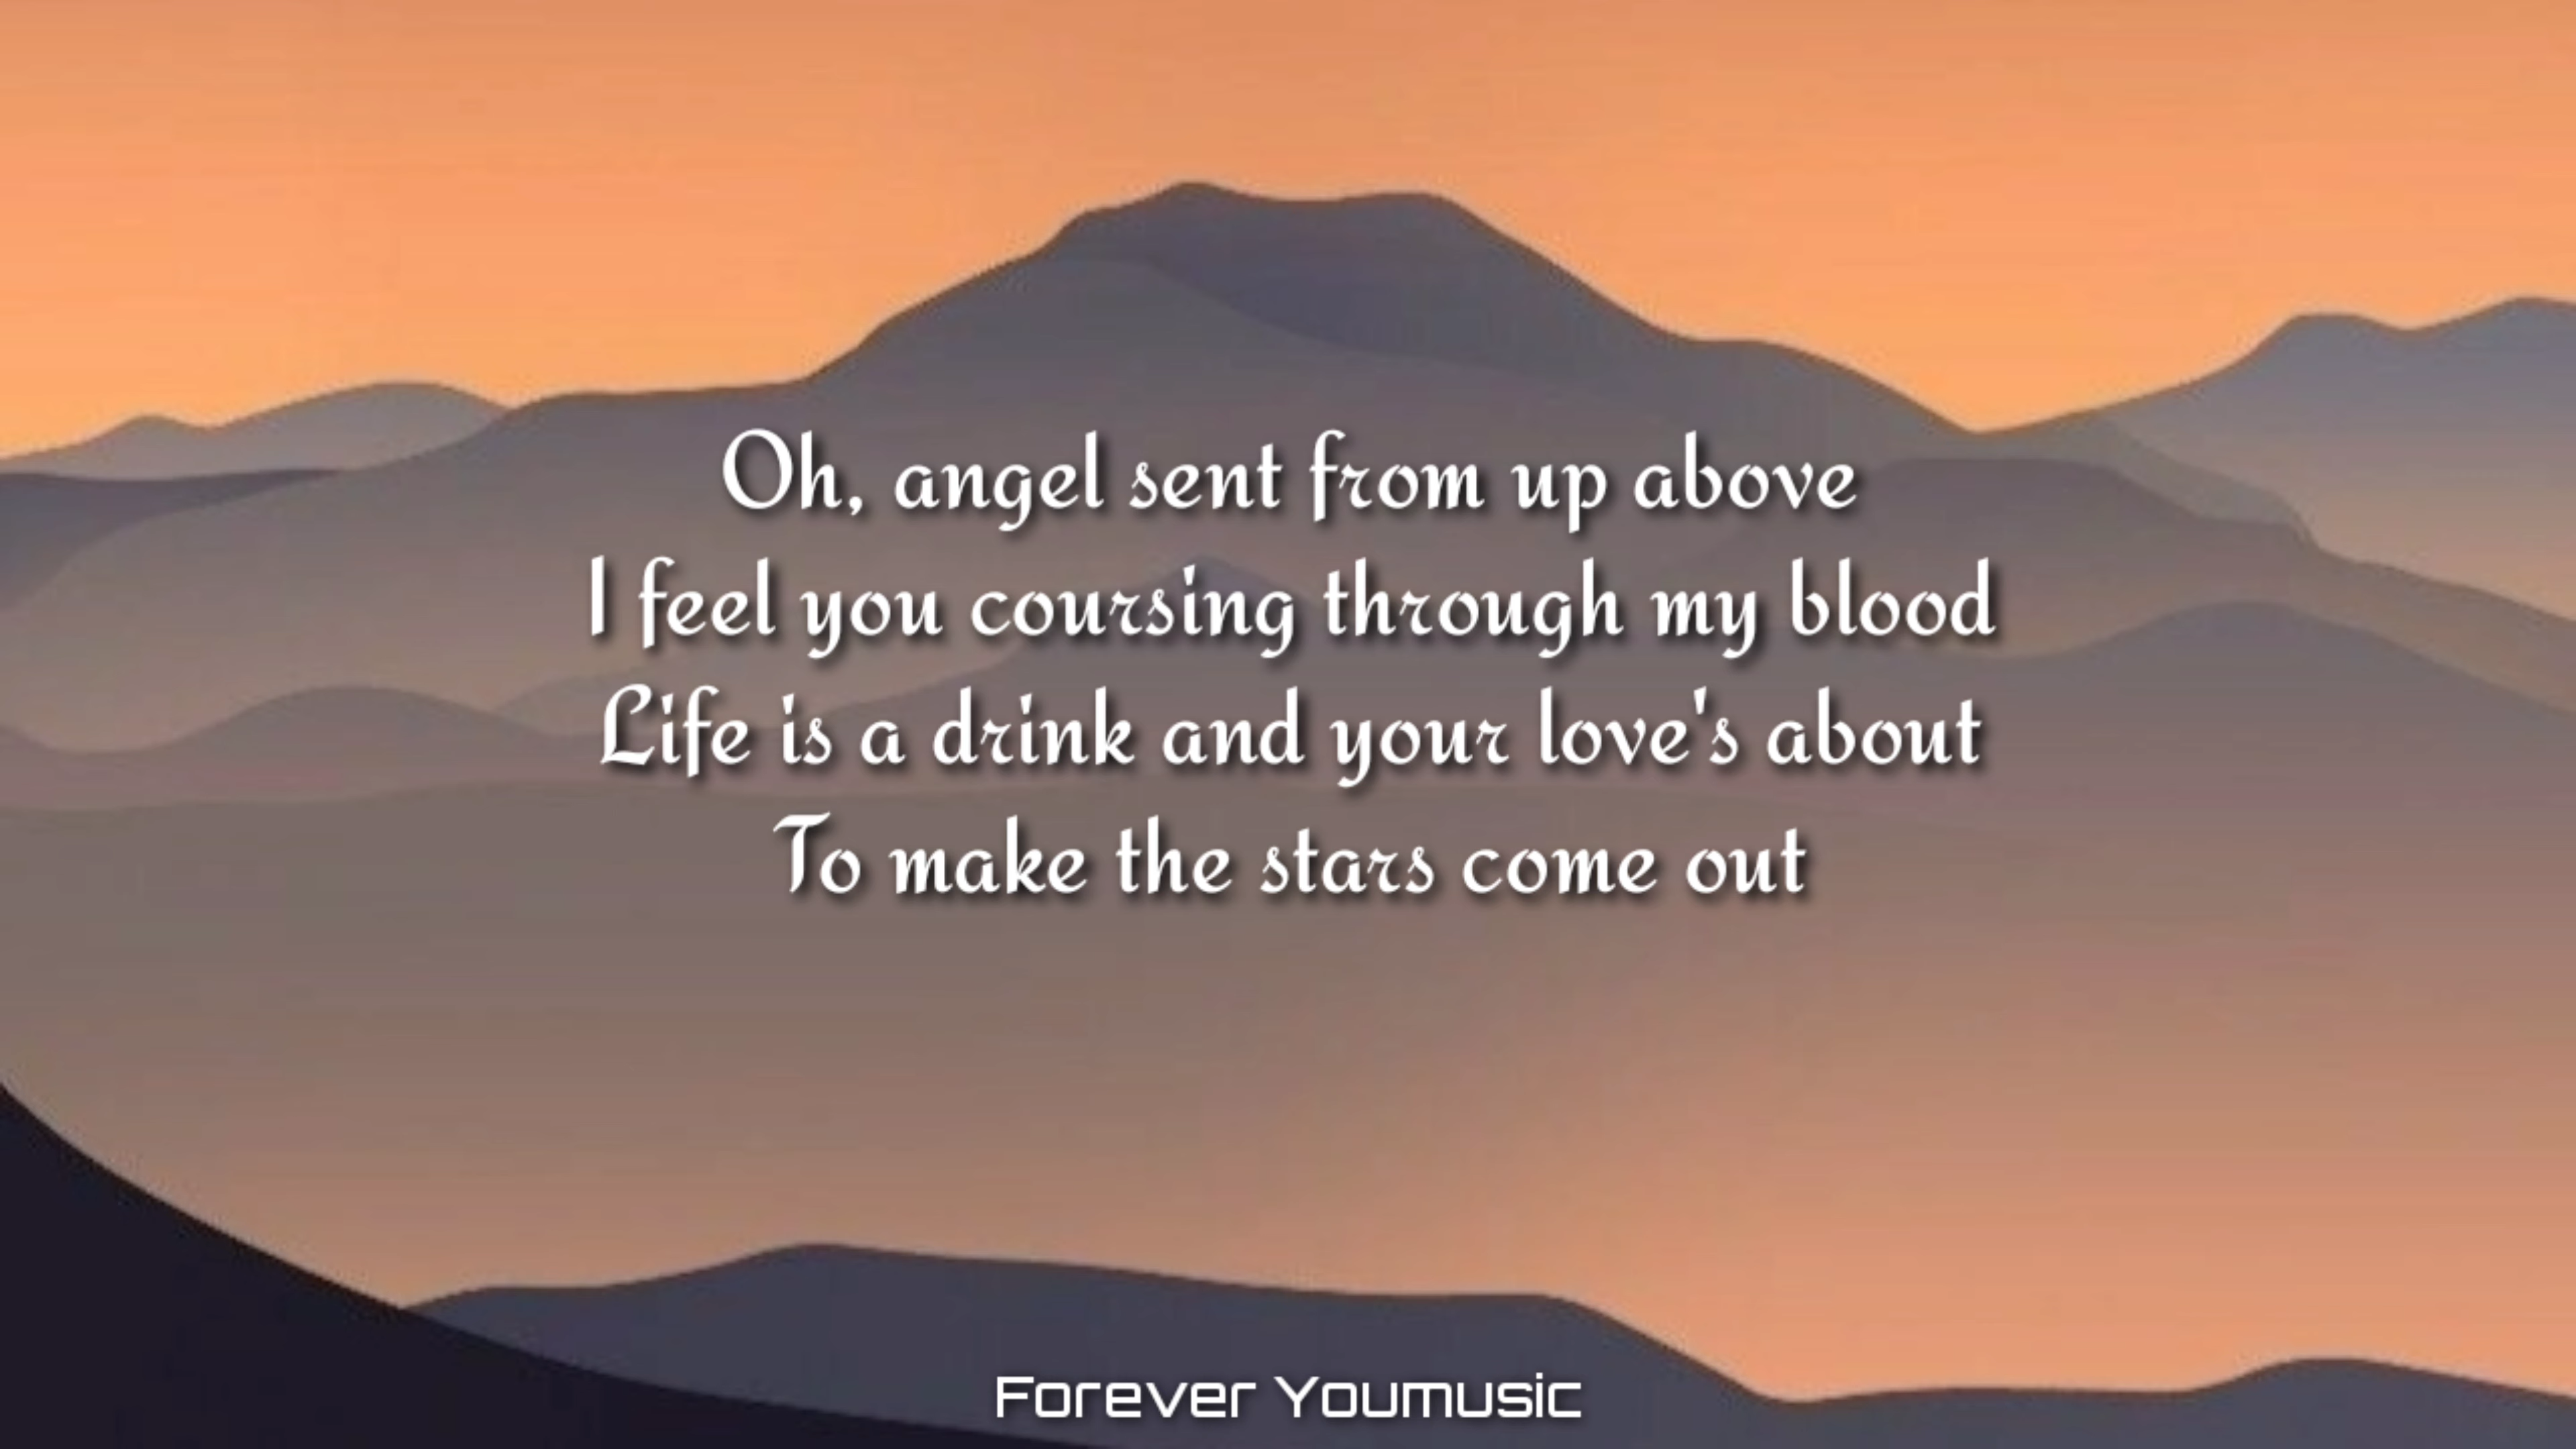 Oh, angel sent from up above
I feel you coursing through my blood
Life is a drink and your love's about
To make the stars come out
Forever Youmusic